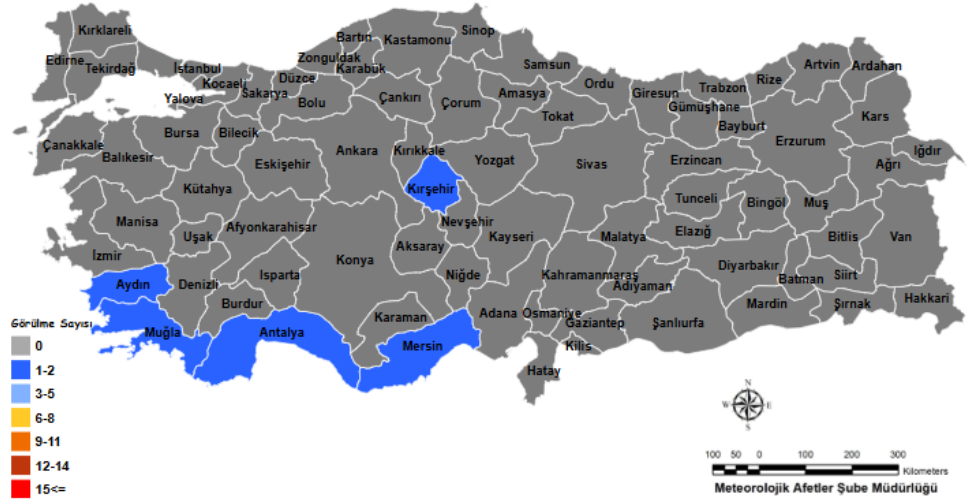 Kırklareli
Edirne
Tekirdağ
İstanbul
Kocaeli
Yalova
Sakarya
Düzce
Zonguldak
Bartın
Karabük
Kastamonu
Sinop
Bolu
Çankırı
Çorum
Samsun
Amasya
Tokat
Ordu
Giresun
Trabzon
Gümüşhane
Bayburt
Rize
Artvin
Ardahan
Kars
Iğdır
Ağrı
Erzurum
Erzincan
Çanakkale
Balıkesir
Bursa
Bilecik
Eskişehir
Kütahya
Ankara
Kırıkkale
Kırşehir
Yozgat
Sivas
Tunceli
Bingöl
Muş
Elazığ
Bitlis
Van
Manisa
Uşak
Afyonkarahisar
İzmir
Aydın
Denizli
Isparta
Burdur
Muğla
Antalya
Konya
Aksaray
Nevşehir
Kayseri
Niğde
Karaman
Mersin
Adana
Osmaniye
Kahramanmaraş
Malatya
Adıyaman
Gaziantep
Kilis
Hatay
Şanlıurfa
Diyarbakır
Mardin
Batman
Siirt
Şırnak
Hakkari
Görülme Sayısı
0
1-2
3-5
6-8
9-11
12-14
15<=
N
W E
S
100 50 0 100 200 300
Kilometers
Meteorolojik Afetler Şube Müdürlüğü